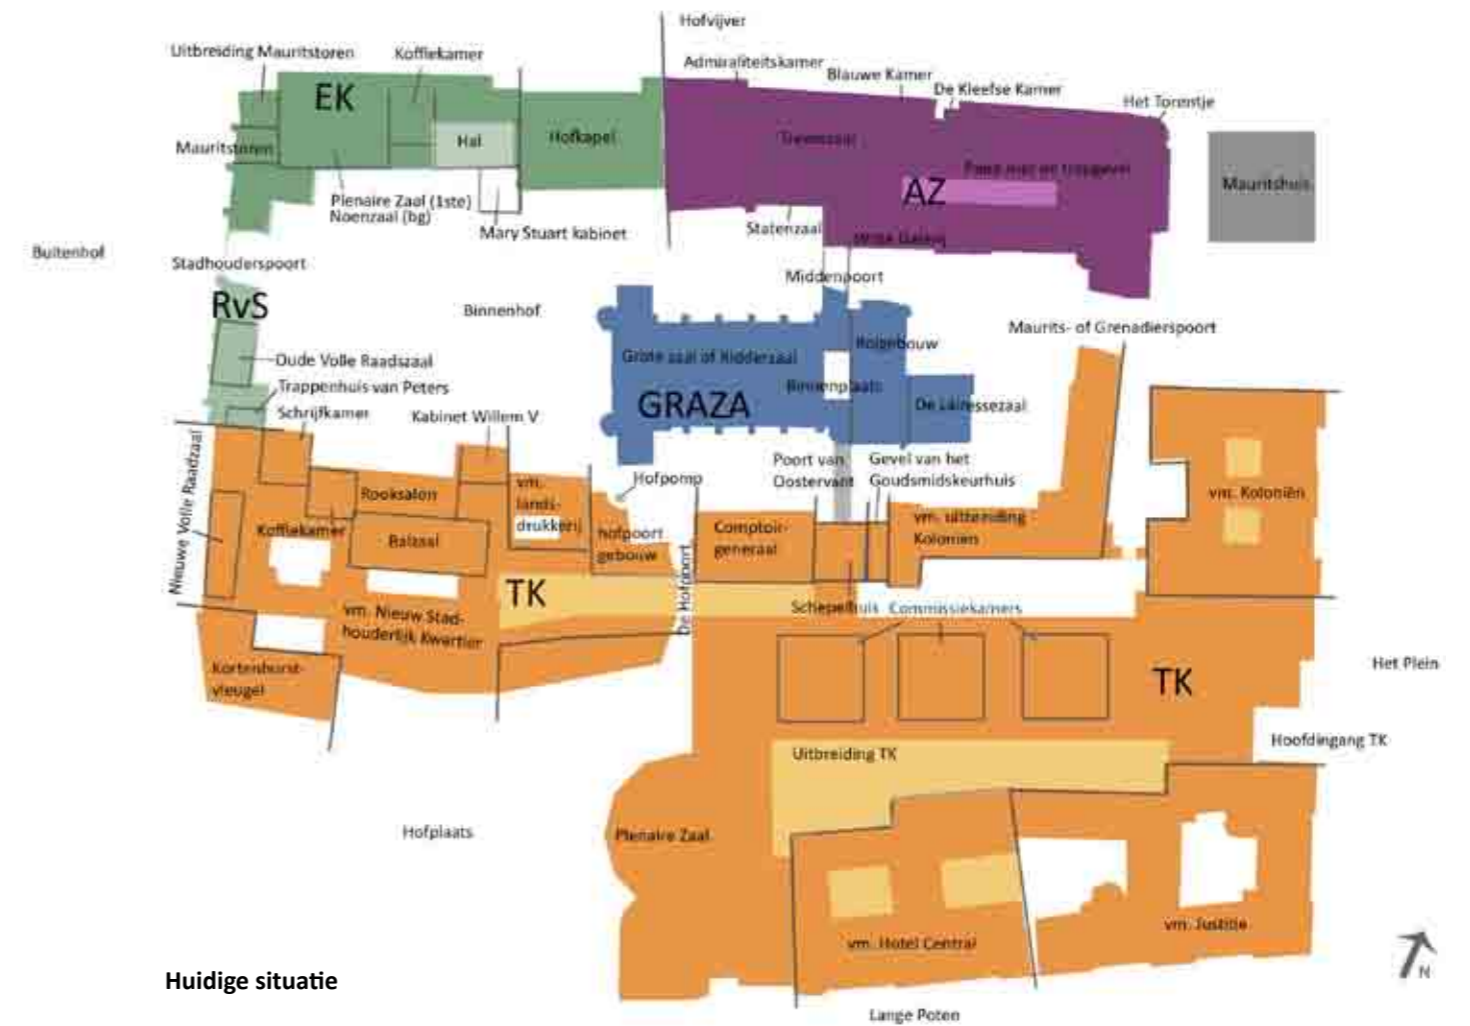 Hofvijver
Uitbreiding Mauritstoren
Koffiekamer
Admiraliteitskamer
Blauwe Kamer
De Kleefse Kamer
Het Torentje
EK
Mauritstoren
Hal
Hofkapel
Trêveszaal
AZ
Mauritshuis
Plenaire Zaal (1ste)
Noenzaal (bg)
Mary Stuart kabinet
Statenzaal
Buitenhof
Stadhouderspoort
Middenpoort
RvS
Binnenhof
Maurits- of Grenadierspoort
Oude Volle Raadszaal
Grote zaal of Ridderzaal
Rolgebouw
Trappenhuis van Peters
Binnenplaats
Schrijfkamer
Kabinet Willem V
GRAZA
De Lairessezaal
Nieuwe Volle Raadzaal
Poort van
Oostervant
Gevel van het
Goudsmidskeurhuis
Hofpomp
Rooksalon
vm.
lands-
drukkerij
vm. Koloniën
Koffiekamer
Balzaal
hofpoort
gebouw
Comptoir-
generaal
vm. uitbreiding
Koloniën
De Hofpoort
TK
Schepelhuis
Commissiekamers
vm. Nieuw Stad-
houderlijk Kwartier
Kortenhorst-
vleugel
TK
Het Plein
Hoofdingang TK
Uitbreiding TK
Hofplaats
Plenaire Zaal
vm. Hotel Central
vm. Justitie
Huidige situatie
N
Lange Poten